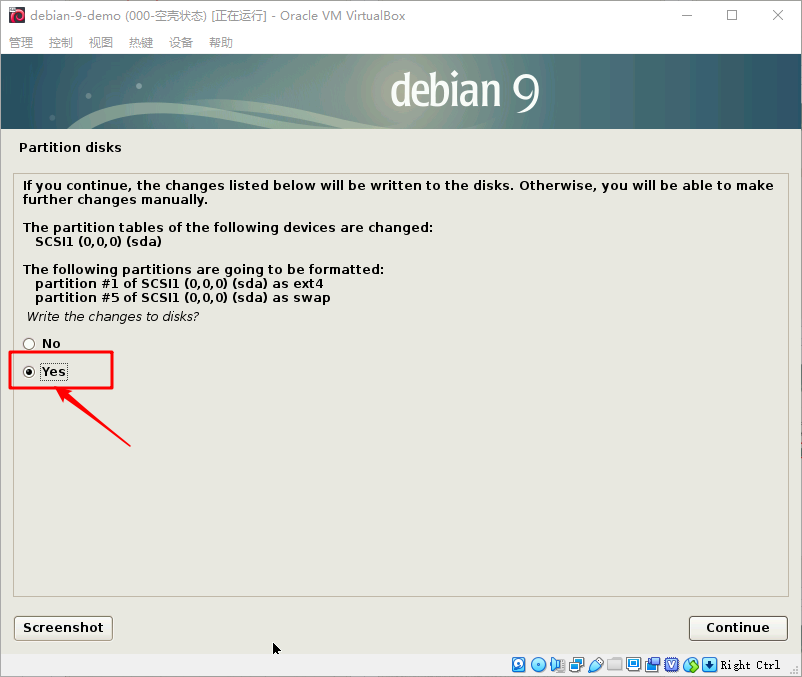 debian-9-demo (000-空壳状态) [正在运行] - Oracle VM VirtualBox
管理 控制 视图 热键 设备 帮助
debian 9
Partition disks
If you continue, the changes listed below will be written to the disks. Otherwise, you will be able to make
further changes manually.
The partition tables of the following devices are changed:
SCSI1 (0,0,0) (sda)
The following partitions are going to be formatted:
partition #1 of SCSI1 (0,0,0) (sda) as ext4
partition #5 of SCSI1 (0,0,0) (sda) as swap
Write the changes to disks?
No
Yes
Screenshot
Continue
Right Ctrl